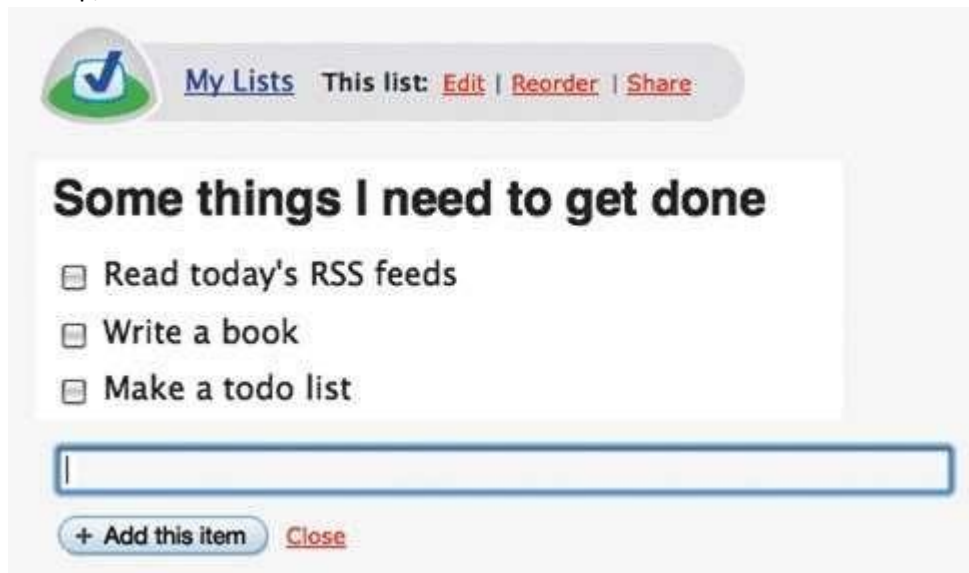 My Lists This list: Edit | Reorder | Share
Some things I need to get done
Read today's RSS feeds
Write a book
Make a todo list
+ Add this item Close